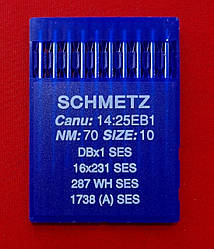 SCHMETZ
Canu: 14:25EB1
NM: 70 SIZE: 10
DBx1 SES
16x231 SES
287 WH SES
1738 (A) SES